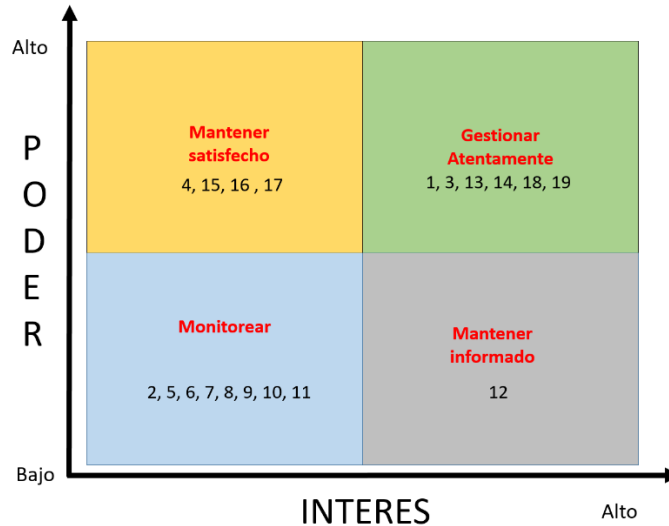 Alto
PODER
Mantener
satisfecho
4, 15, 16 , 17
Gestionar
Atentamente
1, 3, 13, 14, 18, 19
Monitorear
2, 5, 6, 7, 8, 9, 10, 11
Mantener
informado
12
Bajo
INTERES
Alto